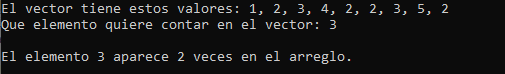 El vector tiene estos valores: 1, 2, 3, 4, 2, 2, 3, 5, 2
Que elemento quiere contar en el vector: 3
El elemento 3 aparece 2 veces en el arreglo.